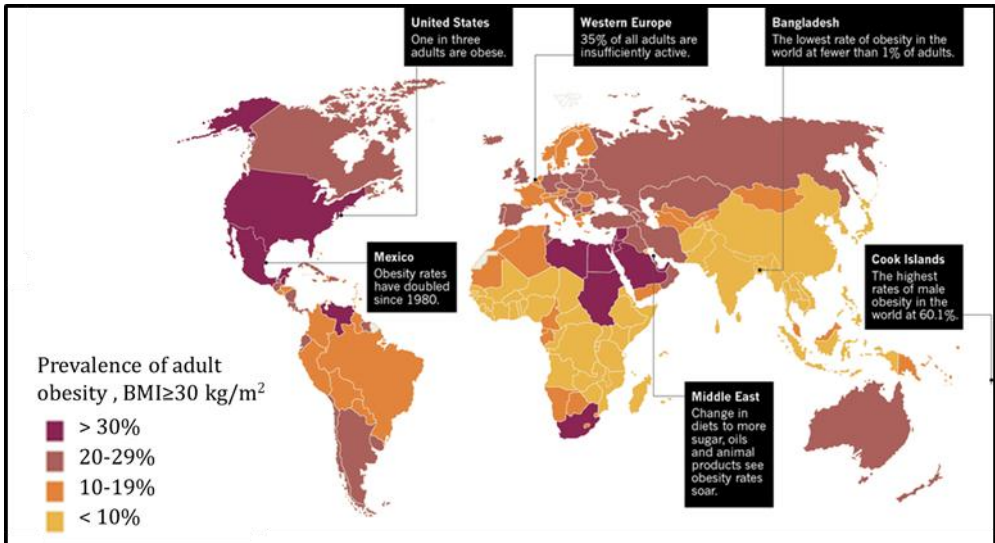 United States
One in three
adults are obese.
Western Europe
35% of all adults are
insufficiently active.
Bangladesh
The lowest rate of obesity in the
world at fewer than 1% of adults.
Mexico
Obesity rates
have doubled
since 1980.
Cook Islands
The highest
rates of male
obesity in the
world at 60.1%.
Middle East
Change in
diets to more
sugar, oils
and animal
products see
obesity rates
soar.
Prevalence of adult
obesity , BMI≥30 kg/m²
> 30%
20-29%
10-19%
< 10%